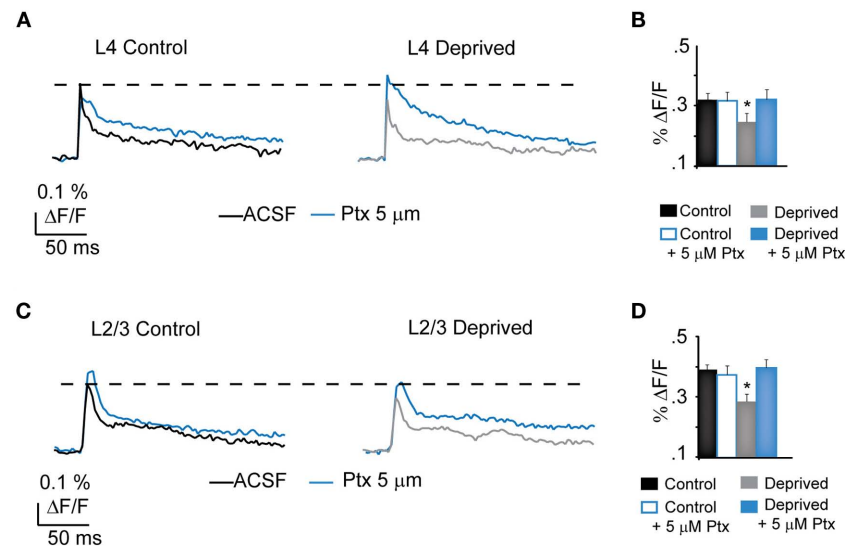 A
L4 Control
L4 Deprived
0.1 %
ΔF/F
50 ms
ACSF
Ptx 5 μm
B
.5
.3
.1
% ΔF/F
*
Control
Deprived
Control
+ 5 μM Ptx
Deprived
+ 5 μM Ptx
C
L2/3 Control
L2/3 Deprived
0.1 %
ΔF/F
50 ms
ACSF
Ptx 5 μm
D
.5
.3
.1
% ΔF/F
*
Control
Deprived
Control
+ 5 μM Ptx
Deprived
+ 5 μM Ptx